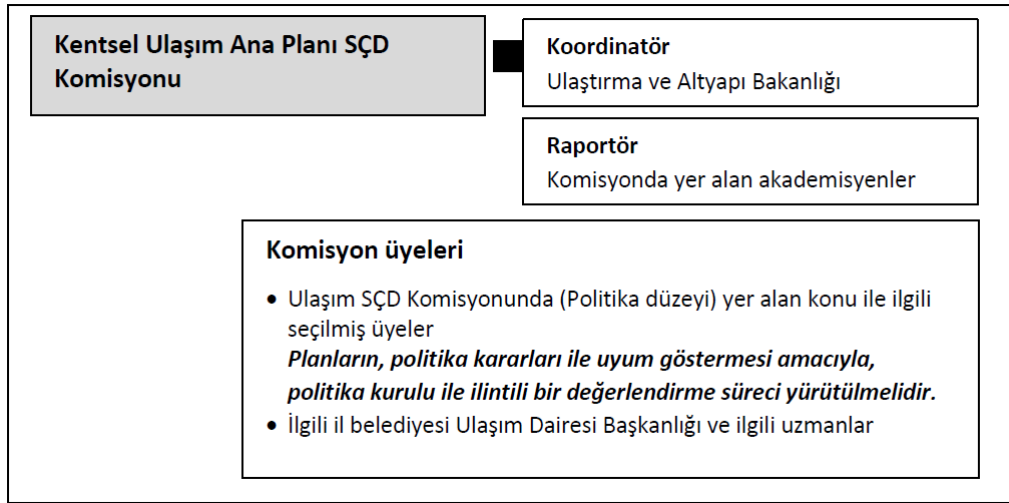 Kentsel Ulaşım Ana Planı SÇD
Komisyonu
Koordinatör
Ulaştırma ve Altyapı Bakanlığı
Raportör
Komisyonda yer alan akademisyenler
Komisyon üyeleri
• Ulaşım SÇD Komisyonunda (Politika düzeyi) yer alan konu ile ilgili
seçilmiş üyeler
Planların, politika kararları ile uyum göstermesi amacıyla,
politika kurulu ile ilintili bir değerlendirme süreci yürütülmelidir.
• İlgili il belediyesi Ulaşım Dairesi Başkanlığı ve ilgili uzmanlar